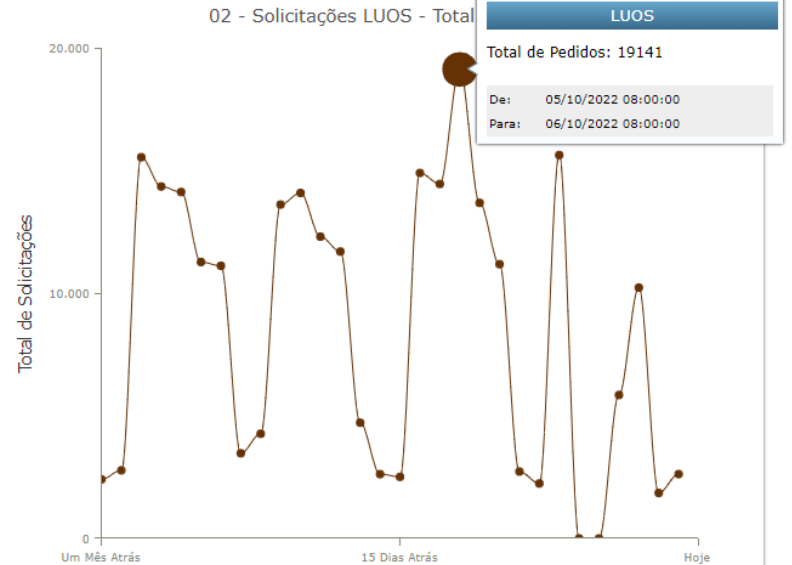 02 - Solicitações LUOS - Total
LUOS
Total de Pedidos: 19141
De: 05/10/2022 08:00:00
Para: 06/10/2022 08:00:00
20.000
10.000
0
Total de Solicitações
Um Mês Atrás
15 Dias Atrás
Hoje